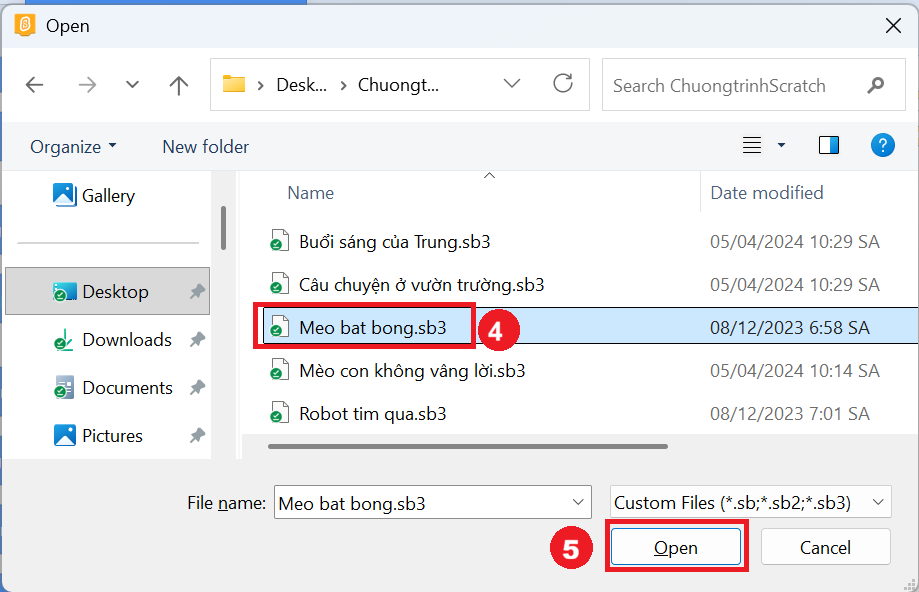 Open
Desk... Chuongt...
Search ChuongtrinhScratch
Organize New folder
?
Gallery
Desktop
Downloads
Documents
Pictures
Name Date modified
Buổi sáng của Trung.sb3 05/04/2024 10:29 SA
Câu chuyện ở vườn trường.sb3 05/04/2024 10:29 SA
Meo bat bong.sb3 4 08/12/2023 6:58 SA
Mèo con không vâng lời.sb3 05/04/2024 10:14 SA
Robot tim qua.sb3 08/12/2023 7:01 SA
File name: Meo bat bong.sb3 Custom Files (*.sb;*.sb2;*.sb3)
5 Open Cancel